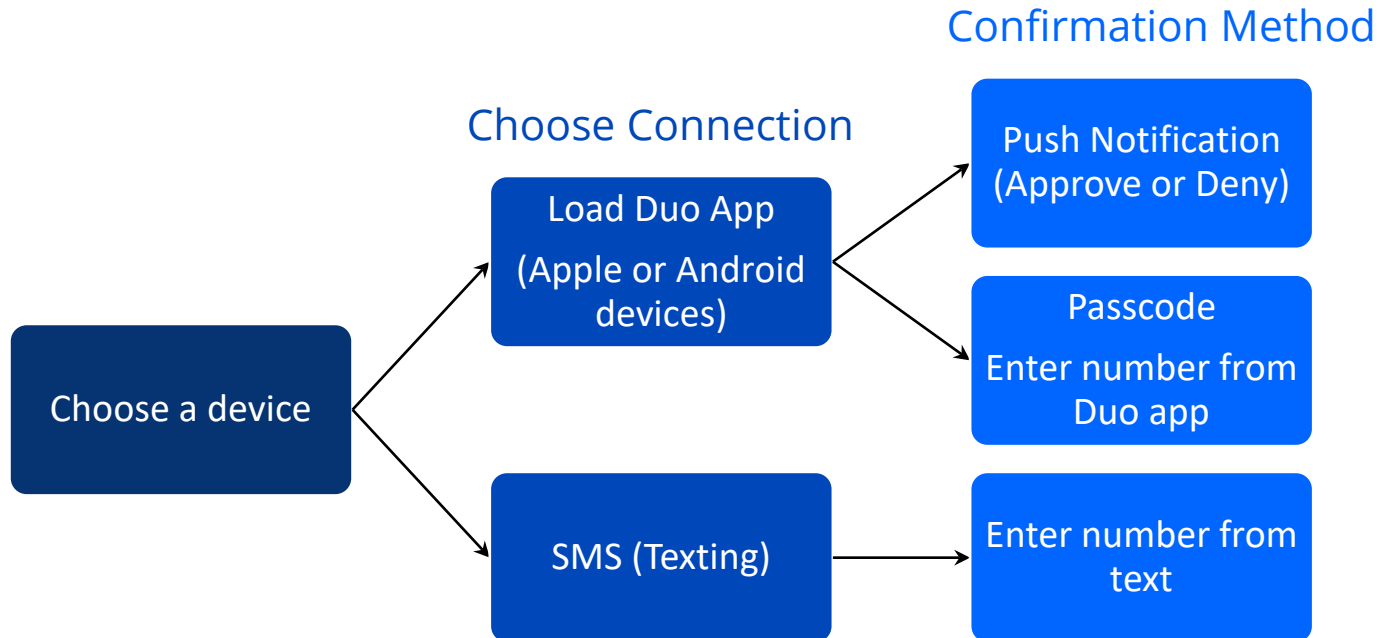 Confirmation Method
Choose Connection
Push Notification
(Approve or Deny)
Load Duo App
(Apple or Android
devices)
Passcode
Enter number from
Duo app
Choose a device
SMS (Texting)
Enter number from
text